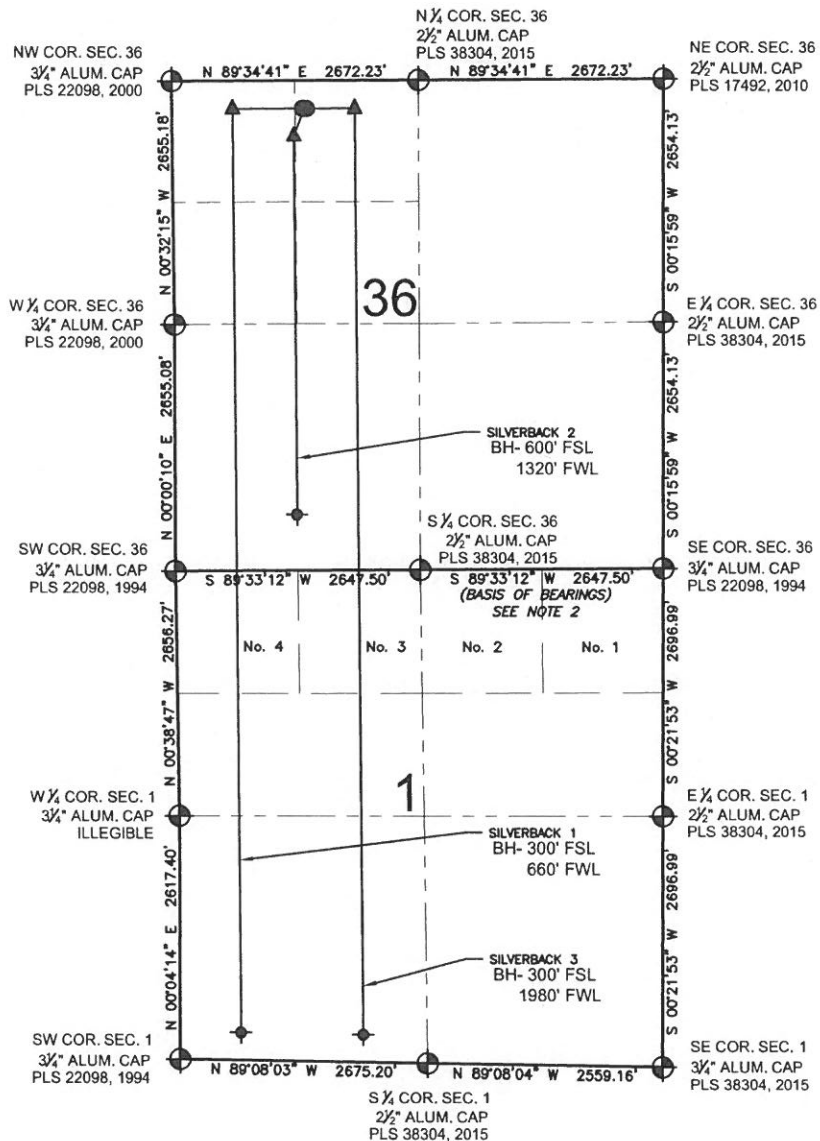 N ¼ COR. SEC. 36
2½" ALUM. CAP
PLS 38304, 2015
NW COR. SEC. 36
3¼" ALUM. CAP
PLS 22098, 2000
NE COR. SEC. 36
2½" ALUM. CAP
PLS 17492, 2010
N 89°34'41" E 2672.23'
N 89°34'41" E 2672.23'
N 00°32'15" W 2655.18'
S 00°15'59" W 2654.13'
36
W ¼ COR. SEC. 36
3¼" ALUM. CAP
PLS 22098, 2000
E ¼ COR. SEC. 36
2½" ALUM. CAP
PLS 38304, 2015
N 00°00'10" E 2655.08'
S 00°15'59" W 2654.13'
SILVERBACK 2
BH- 600' FSL
1320' FWL
S ¼ COR. SEC. 36
2½" ALUM. CAP
PLS 38304, 2015
SW COR. SEC. 36
3¼" ALUM. CAP
PLS 22098, 1994
SE COR. SEC. 36
3¼" ALUM. CAP
PLS 22098, 1994
S 89°33'12" W 2647.50'
S 89°33'12" W 2647.50'
(BASIS OF BEARINGS)
SEE NOTE 2
No. 4
No. 3
No. 2
No. 1
N 00°38'47" W 2656.27'
S 00°21'53" W 2696.99'
1
W ¼ COR. SEC. 1
3¼" ALUM. CAP
ILLEGIBLE
E ¼ COR. SEC. 1
2½" ALUM. CAP
PLS 38304, 2015
SILVERBACK 1
BH- 300' FSL
660' FWL
N 00°04'14" E 2617.40'
S 00°21'53" W 2696.99'
SILVERBACK 3
BH- 300' FSL
1980' FWL
SW COR. SEC. 1
3¼" ALUM. CAP
PLS 22098, 1994
SE COR. SEC. 1
3¼" ALUM. CAP
PLS 38304, 2015
N 89°08'03" W 2675.20'
N 89°08'04" W 2559.16'
S ¼ COR. SEC. 1
2½" ALUM. CAP
PLS 38304, 2015